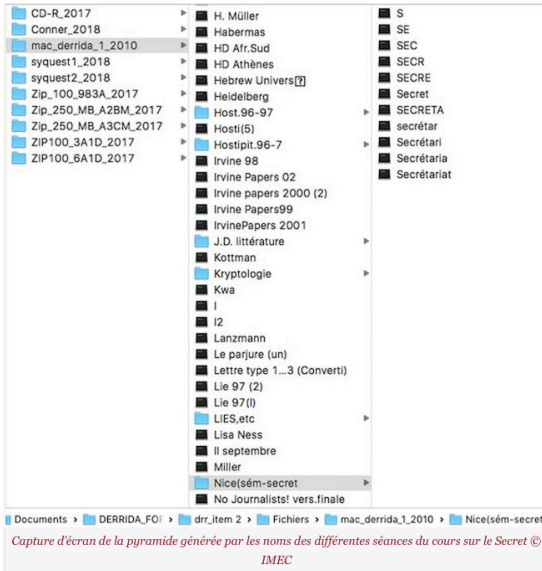 CD-R_2017
Conner_2018
mac_derrida_1_2010
syquest1_2018
syquest2_2018
Zip_100_983A_2017
Zip_250_MB_A2BM_2017
Zip_250_MB_A3CM_2017
ZIP100_3A1D_2017
ZIP100_6A1D_2017
H. Müller
Habermas
HD Afr.Sud
HD Athènes
Hebrew Univers?
Heidelberg
Host.96-97
Hosti(5)
Hostipit.96-7
Irvine 98
Irvine Papers 02
Irvine papers 2000 (2)
Irvine Papers99
IrvinePapers 2001
J.D. littérature
Kottman
Kryptologie
Kwa
l
l2
Lanzmann
Le parjure (un)
Lettre type 1...3 (Converti)
Lie 97 (2)
Lie 97(l)
LIES,etc
Lisa Ness
ll septembre
Miller
Nice(sém-secret
No Journalists! vers.finale
S
SE
SEC
SECR
SECRE
Secret
SECRETA
secrétar
Secrétari
Secrétaria
Secrétariat
Documents › DERRIDA_FOR › drr_item 2 › Fichiers › mac_derrida_1_2010 › Nice(sém-secret
Capture d'écran de la pyramide générée par les noms des différentes séances du cours sur le Secret ©
IMEC